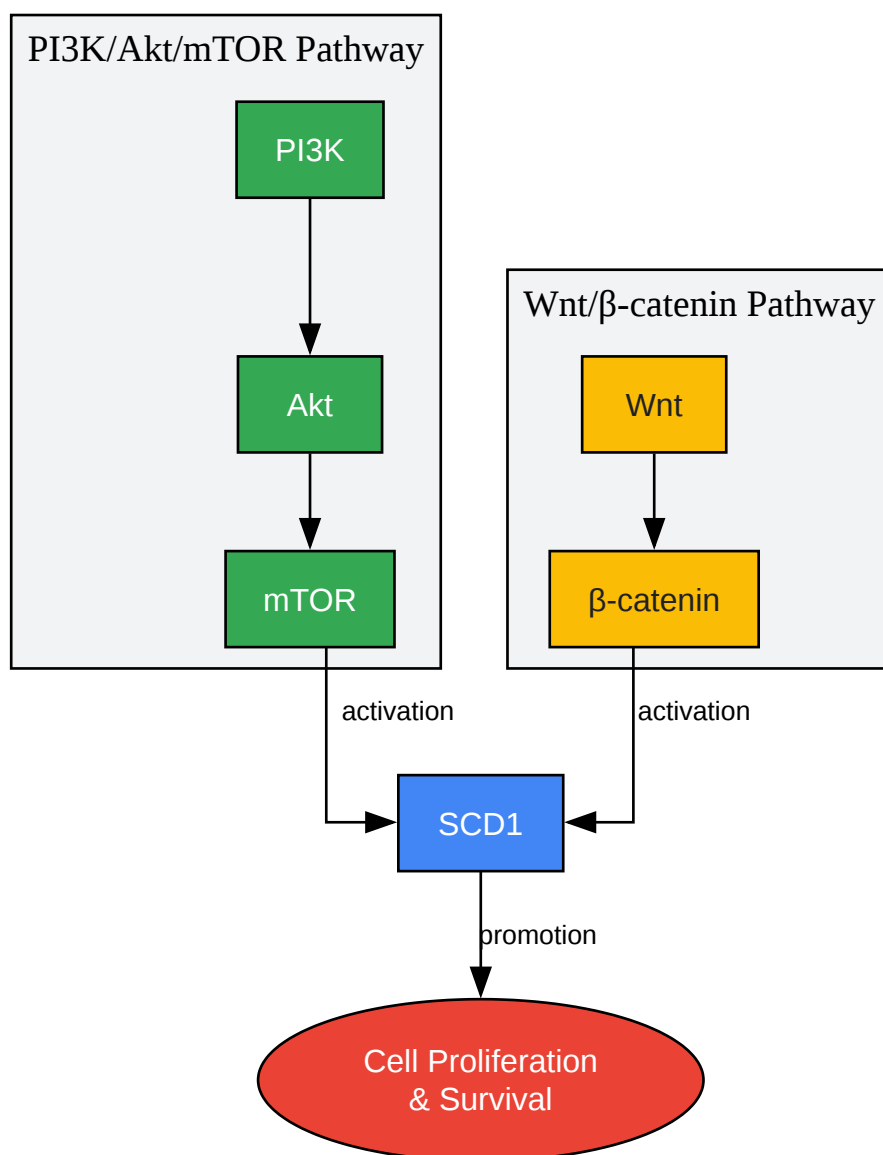 PI3K/Akt/mTOR Pathway
PI3K
Wnt/β-catenin Pathway
Akt
Wnt
mTOR
β-catenin
activation
activation
SCD1
promotion
Cell Proliferation
& Survival